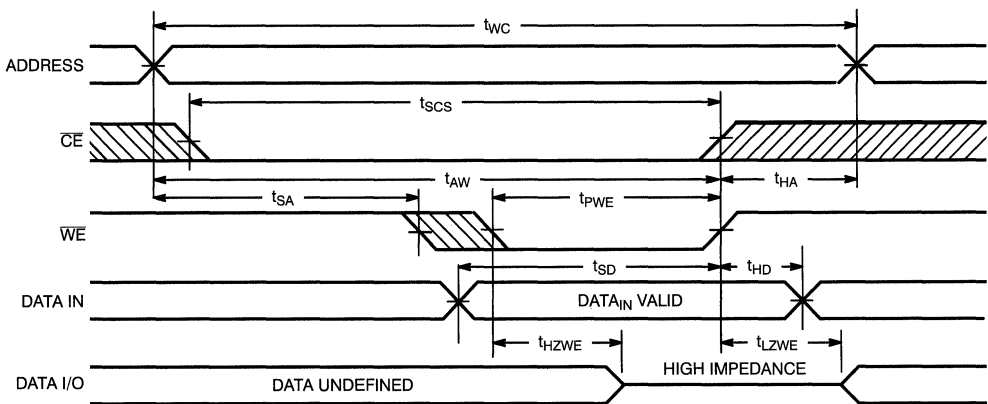 tWC
ADDRESS
tSCS
CE
tAW
tHA
tSA
tPWE
WE
tSD
tHD
DATA IN
DATAIN VALID
tHZWE
tLZWE
HIGH IMPEDANCE
DATA I/O
DATA UNDEFINED